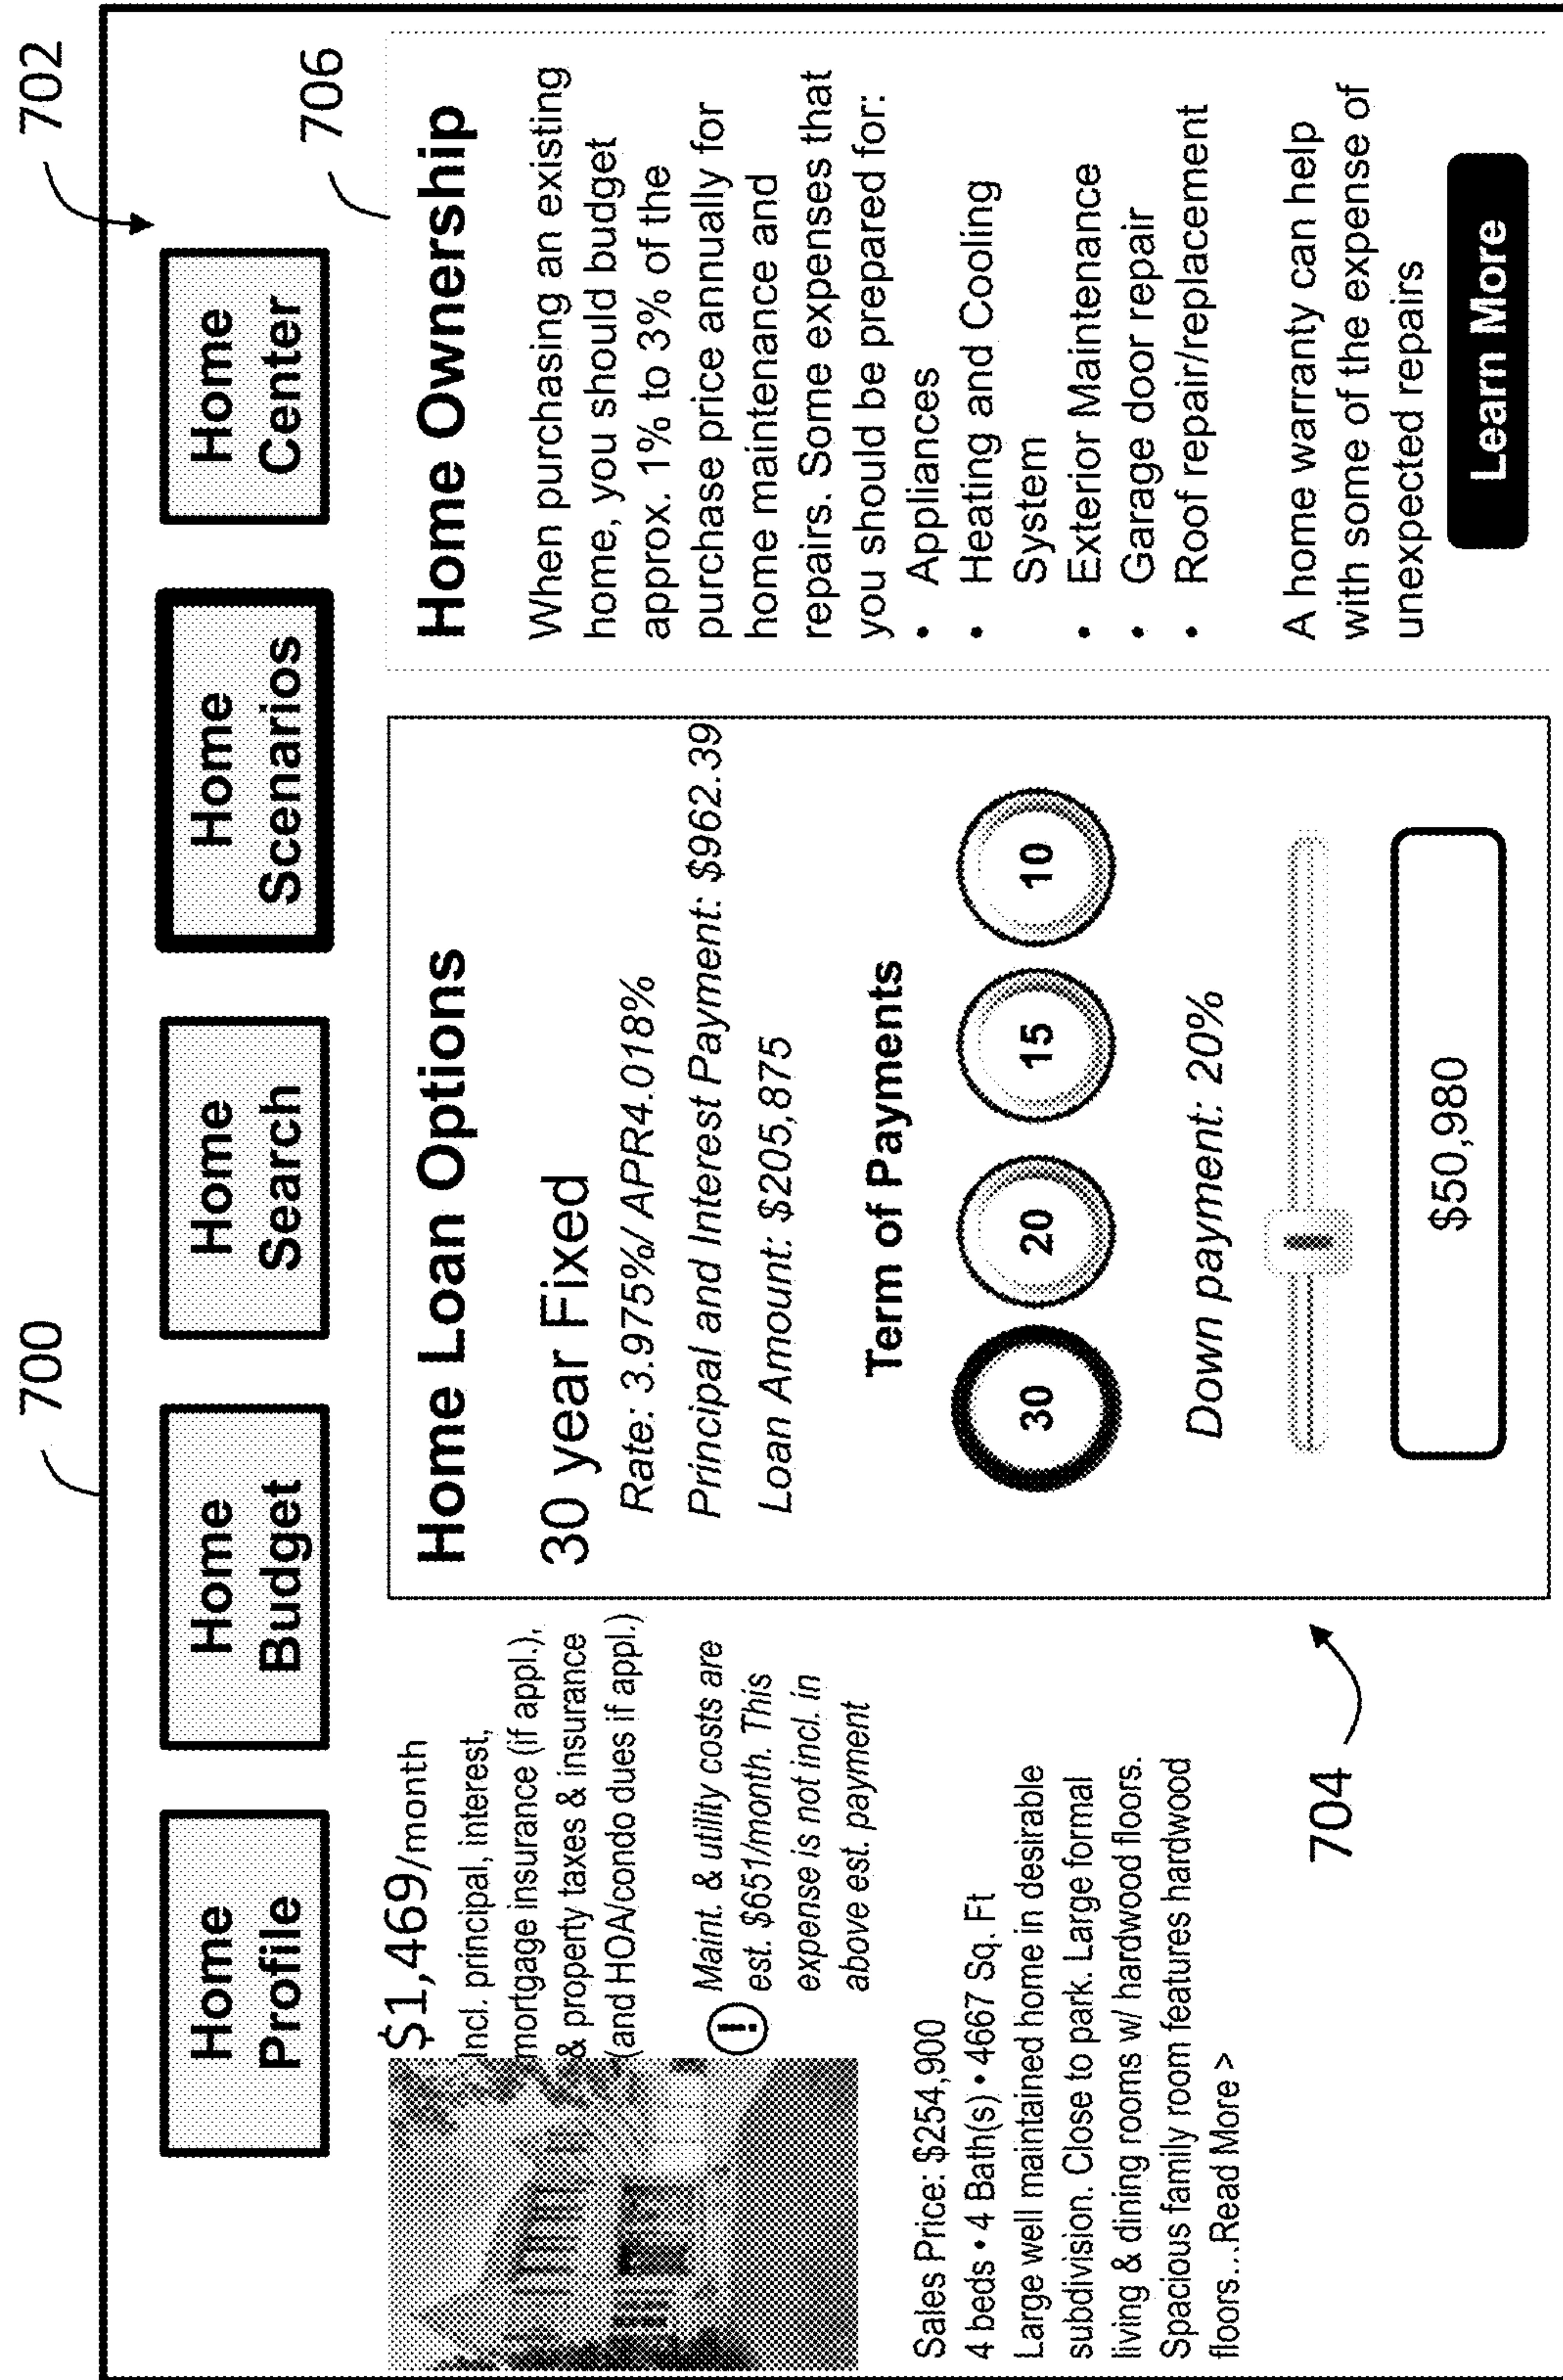 700
702
Home
Profile
Home
Budget
Home
Search
Home
Scenarios
Home
Center
$1,469/month
Incl. principal, interest,
mortgage insurance (if appl.),
& property taxes & insurance
(and HOA/condo dues if appl.)
! Maint. & utility costs are
est. $651/month. This
expense is not incl. in
above est. payment
Sales Price: $254,900
4 beds • 4 Bath(s) • 4667 Sq. Ft
Large well maintained home in desirable
subdivision. Close to park. Large formal
living & dining rooms w/ hardwood floors.
Spacious family room features hardwood
floors...Read More >
704
Home Loan Options
30 year Fixed
Rate: 3.975%/ APR4.018%
Principal and Interest Payment: $962.39
Loan Amount: $205,875
Term of Payments
30 20 15 10
Down payment: 20%
$50,980
706
Home Ownership
When purchasing an existing
home, you should budget
approx. 1% to 3% of the
purchase price annually for
home maintenance and
repairs. Some expenses that
you should be prepared for:
• Appliances
• Heating and Cooling
System
• Exterior Maintenance
• Garage door repair
• Roof repair/replacement
A home warranty can help
with some of the expense of
unexpected repairs
Learn More